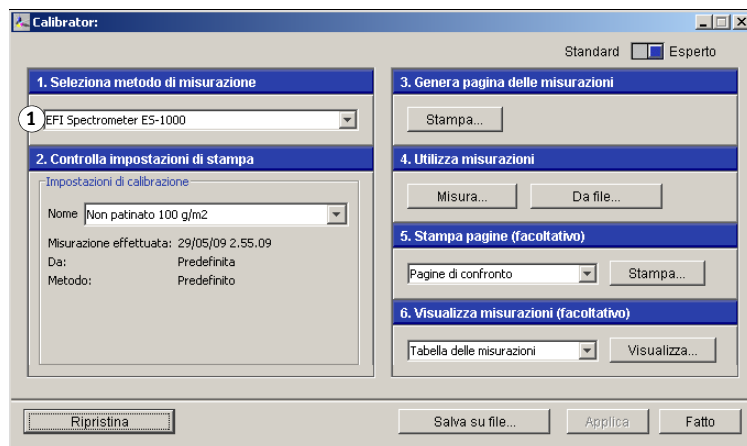 Calibrator:
Standard Esperto
1. Seleziona metodo di misurazione
1 EFI Spectrometer ES-1000
2. Controlla impostazioni di stampa
Impostazioni di calibrazione
Nome Non patinato 100 g/m2
Misurazione effettuata: 29/05/09 2.55.09
Da: Predefinita
Metodo: Predefinito
3. Genera pagina delle misurazioni
Stampa...
4. Utilizza misurazioni
Misura... Da file...
5. Stampa pagine (facoltativo)
Pagine di confronto Stampa...
6. Visualizza misurazioni (facoltativo)
Tabella delle misurazioni Visualizza...
Ripristina Salva su file... Applica Fatto